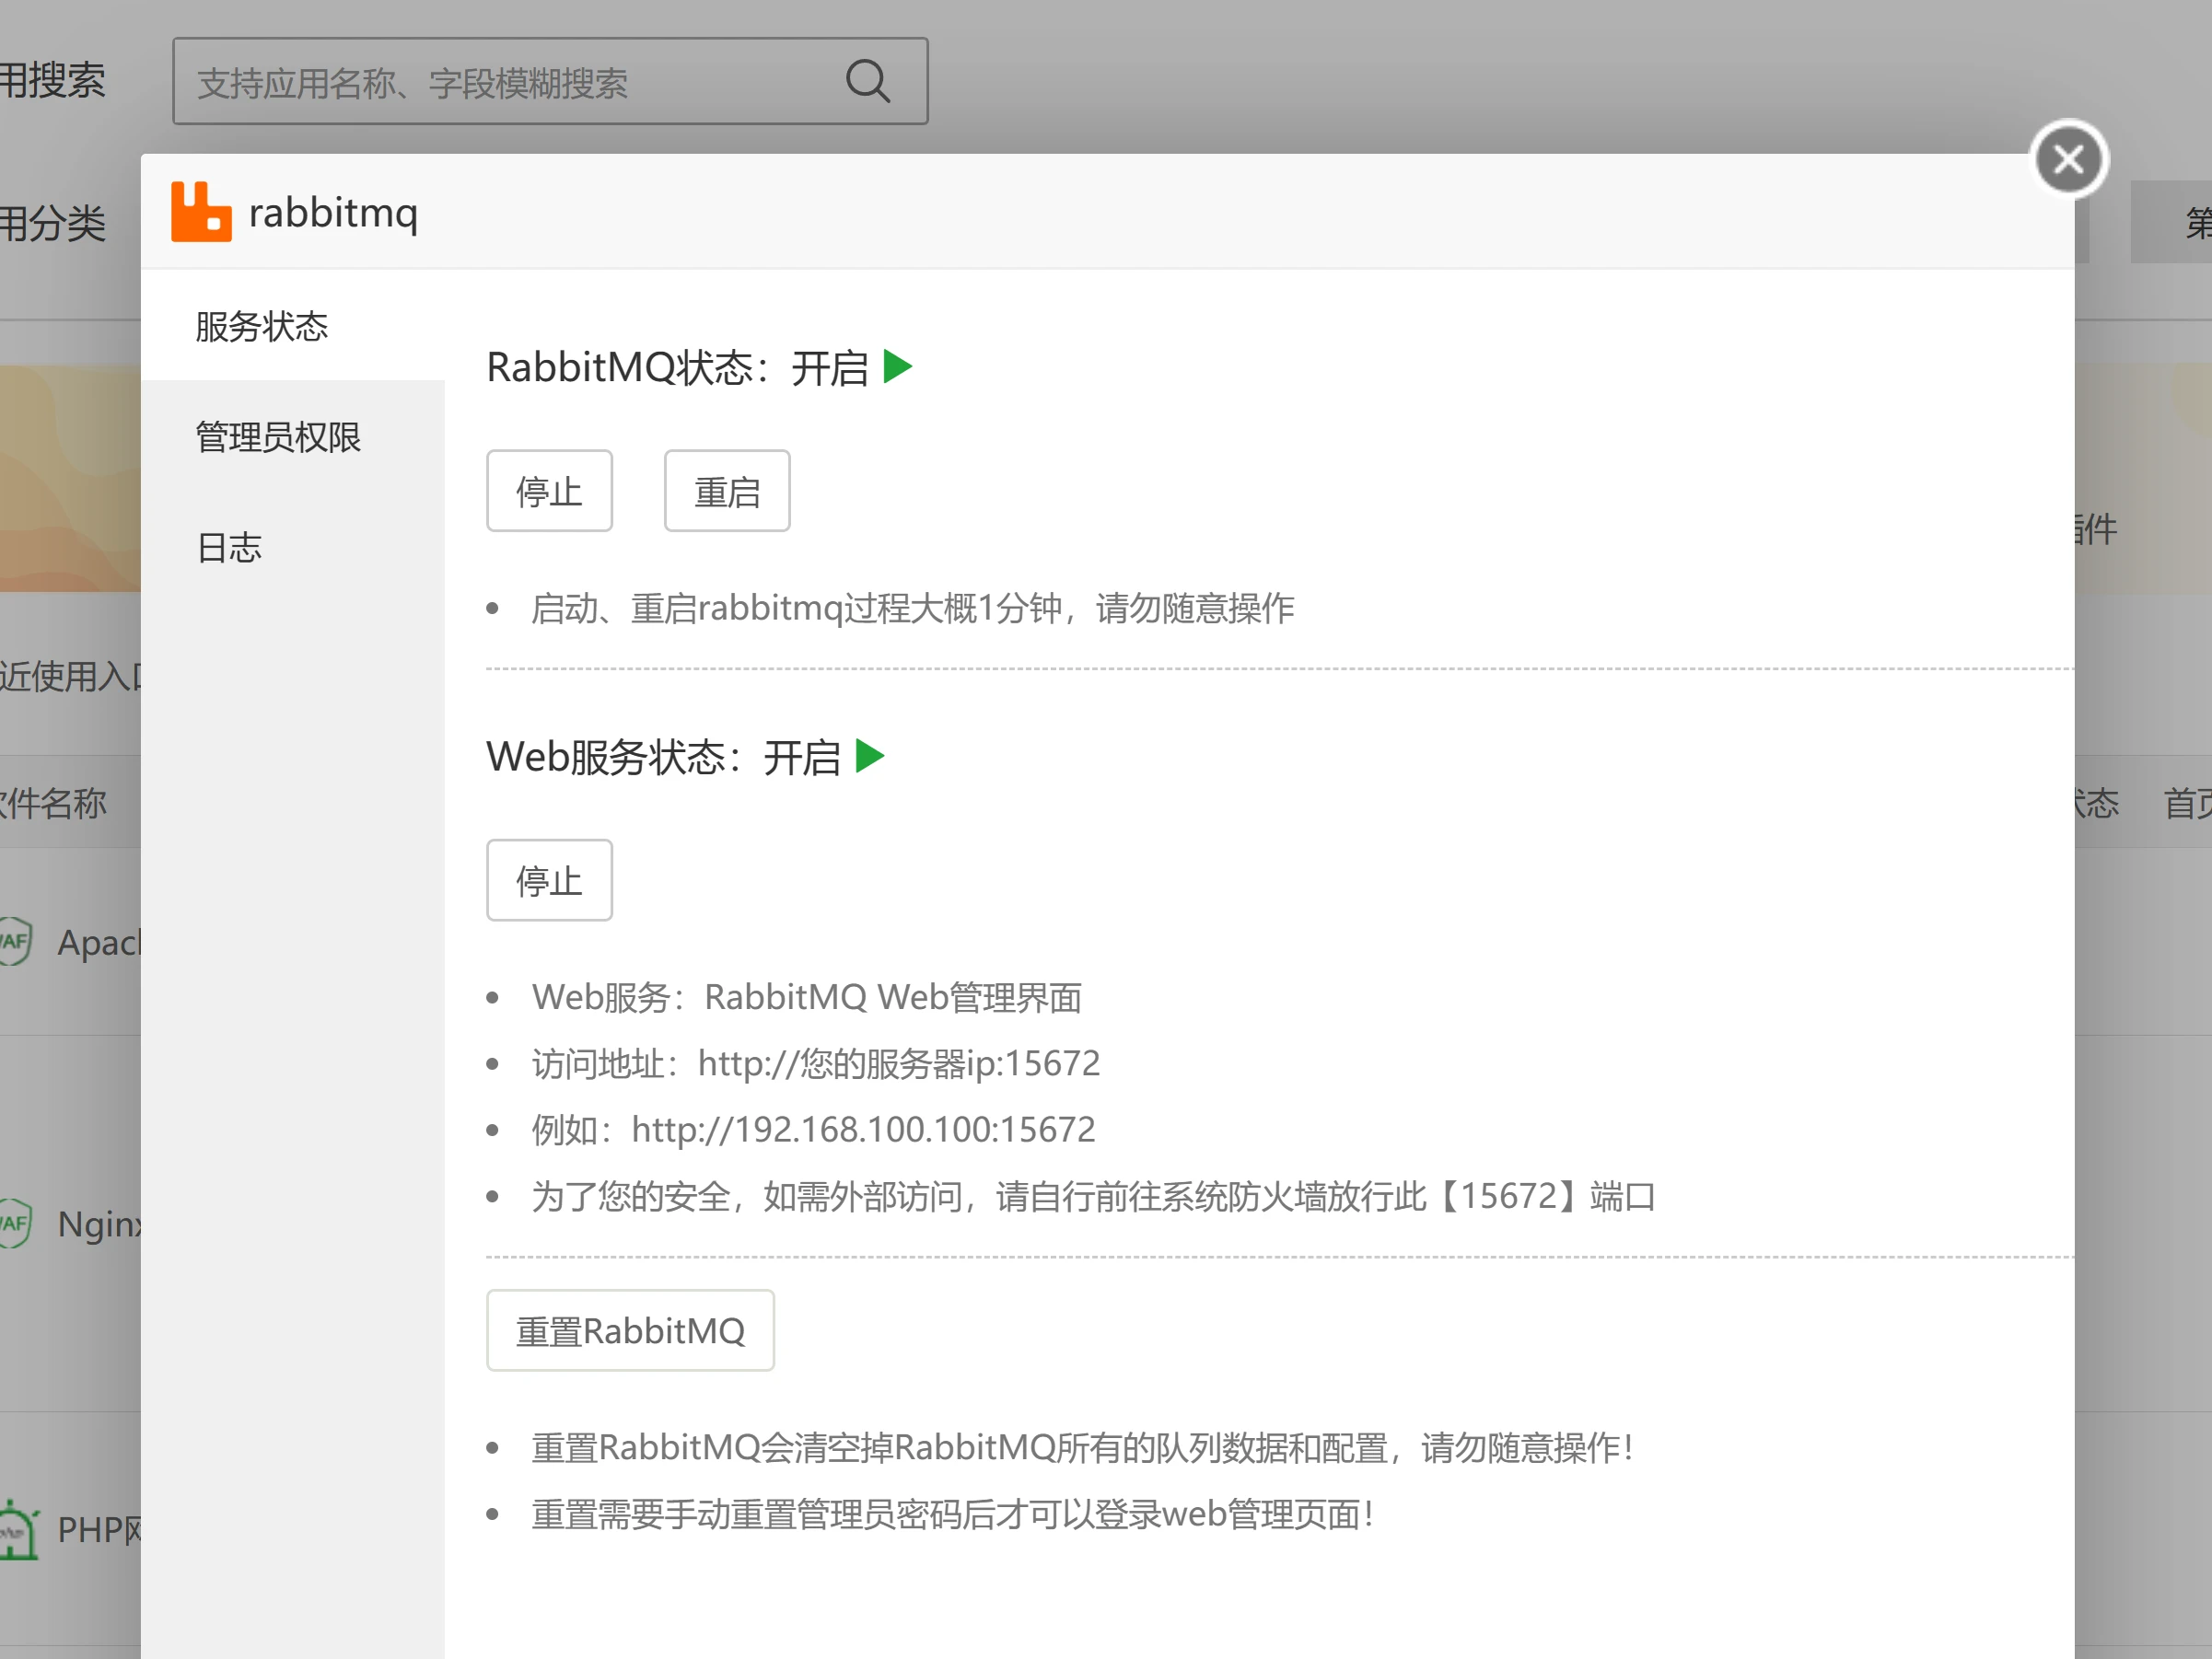 用搜索
支持应用名称、字段模糊搜索
用分类
第
rabbitmq
服务状态
管理员权限
日志
RabbitMQ状态：开启
停止
重启
启动、重启rabbitmq过程大概1分钟，请勿随意操作
Web服务状态：开启
停止
Web服务：RabbitMQ Web管理界面
访问地址：http://您的服务器ip:15672
例如：http://192.168.100.100:15672
为了您的安全，如需外部访问，请自行前往系统防火墙放行此【15672】端口
重置RabbitMQ
重置RabbitMQ会清空掉RabbitMQ所有的队列数据和配置，请勿随意操作！
重置需要手动重置管理员密码后才可以登录web管理页面！
插件
近使用入口
软件名称
状态
首页
Nginx
PHP网